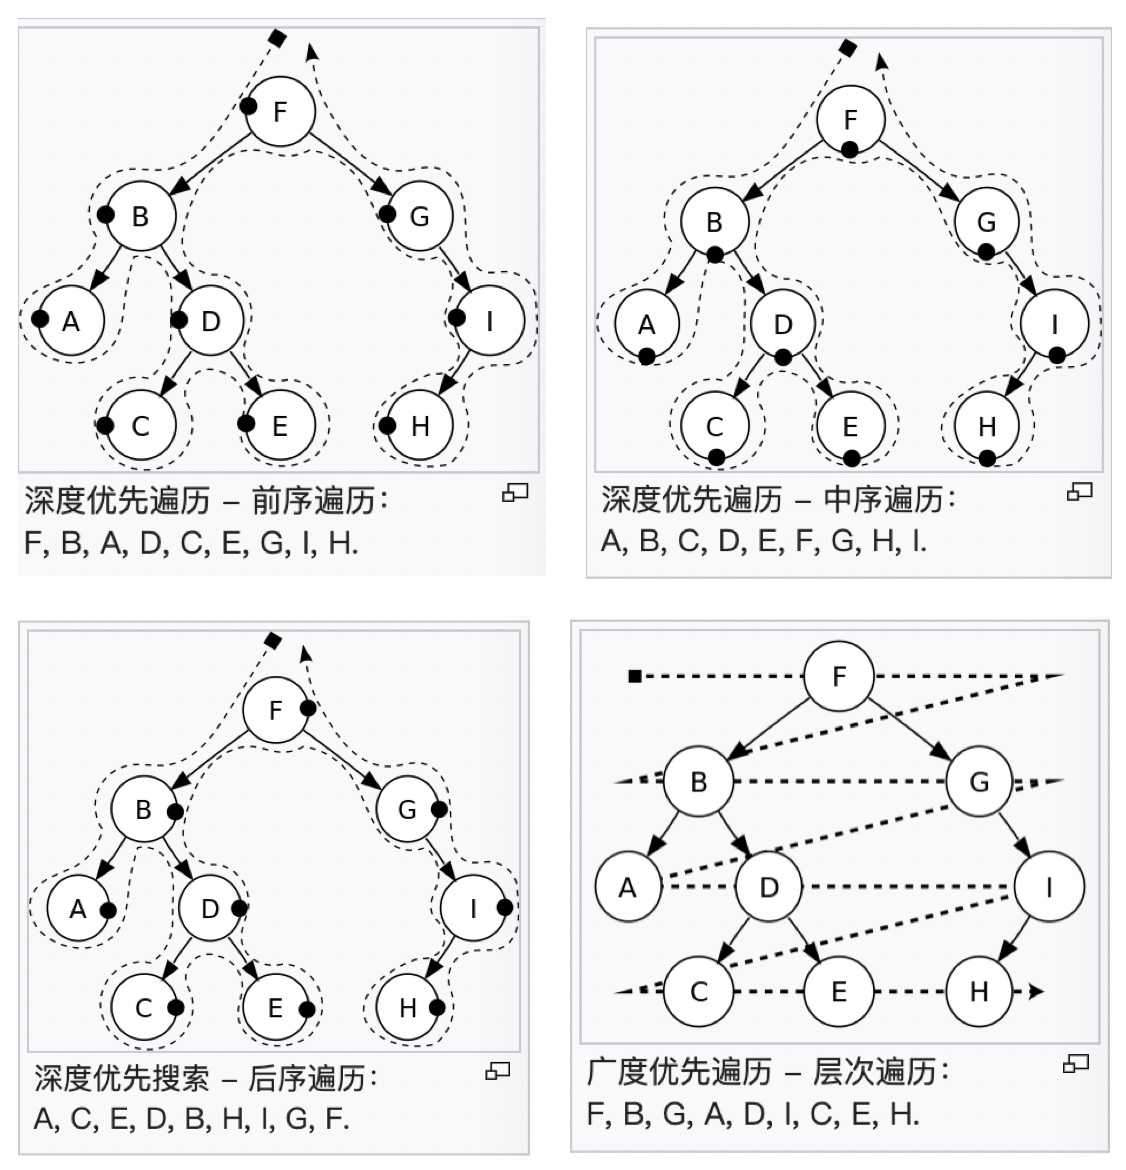 F
B
G
A
D
I
C
E
H
深度优先遍历 – 前序遍历：
F, B, A, D, C, E, G, I, H.
F
B
G
A
D
I
C
E
H
深度优先遍历 – 中序遍历：
A, B, C, D, E, F, G, H, I.
F
B
G
A
D
I
C
E
H
深度优先搜索 – 后序遍历：
A, C, E, D, B, H, I, G, F.
F
B
G
A
D
I
C
E
H
广度优先遍历 – 层次遍历：
F, B, G, A, D, I, C, E, H.